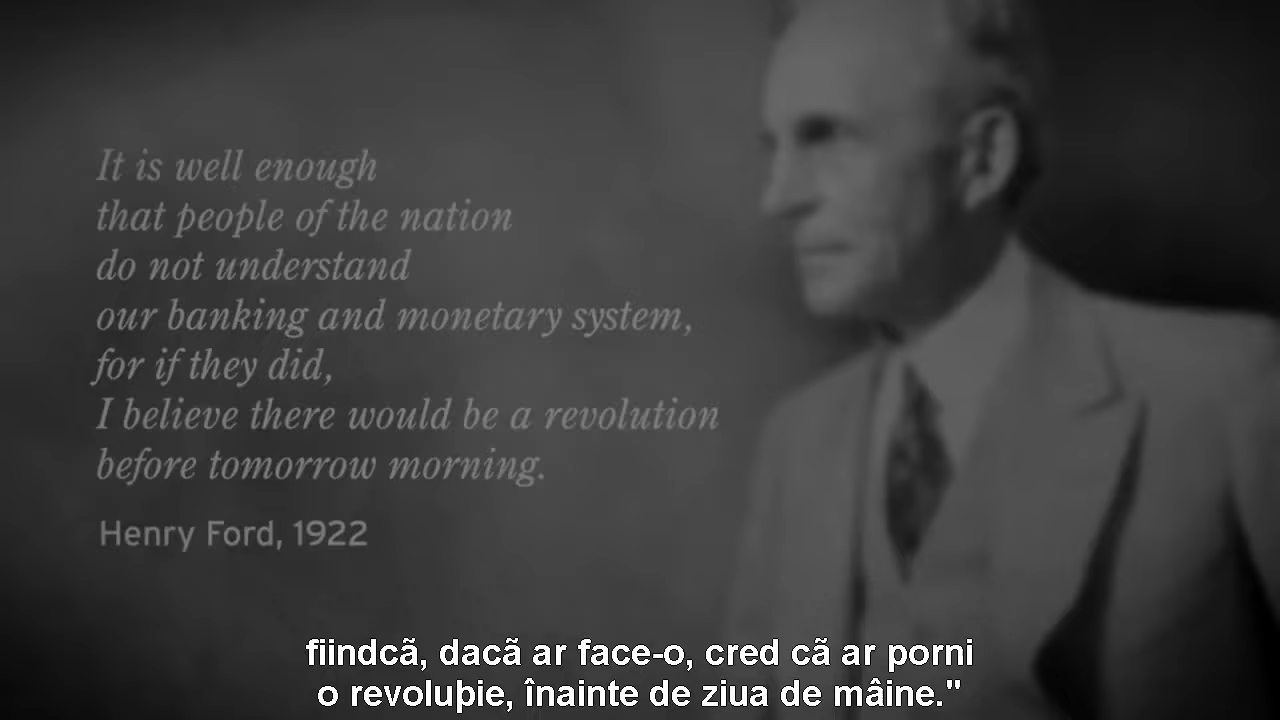 It is well enough
that people of the nation
do not understand
our banking and monetary system,
for if they did,
I believe there would be a revolution
before tomorrow morning.
Henry Ford, 1922
fiindcã, dacã ar face-o, cred cã ar porni
o revoluþie, înainte de ziua de mâine."